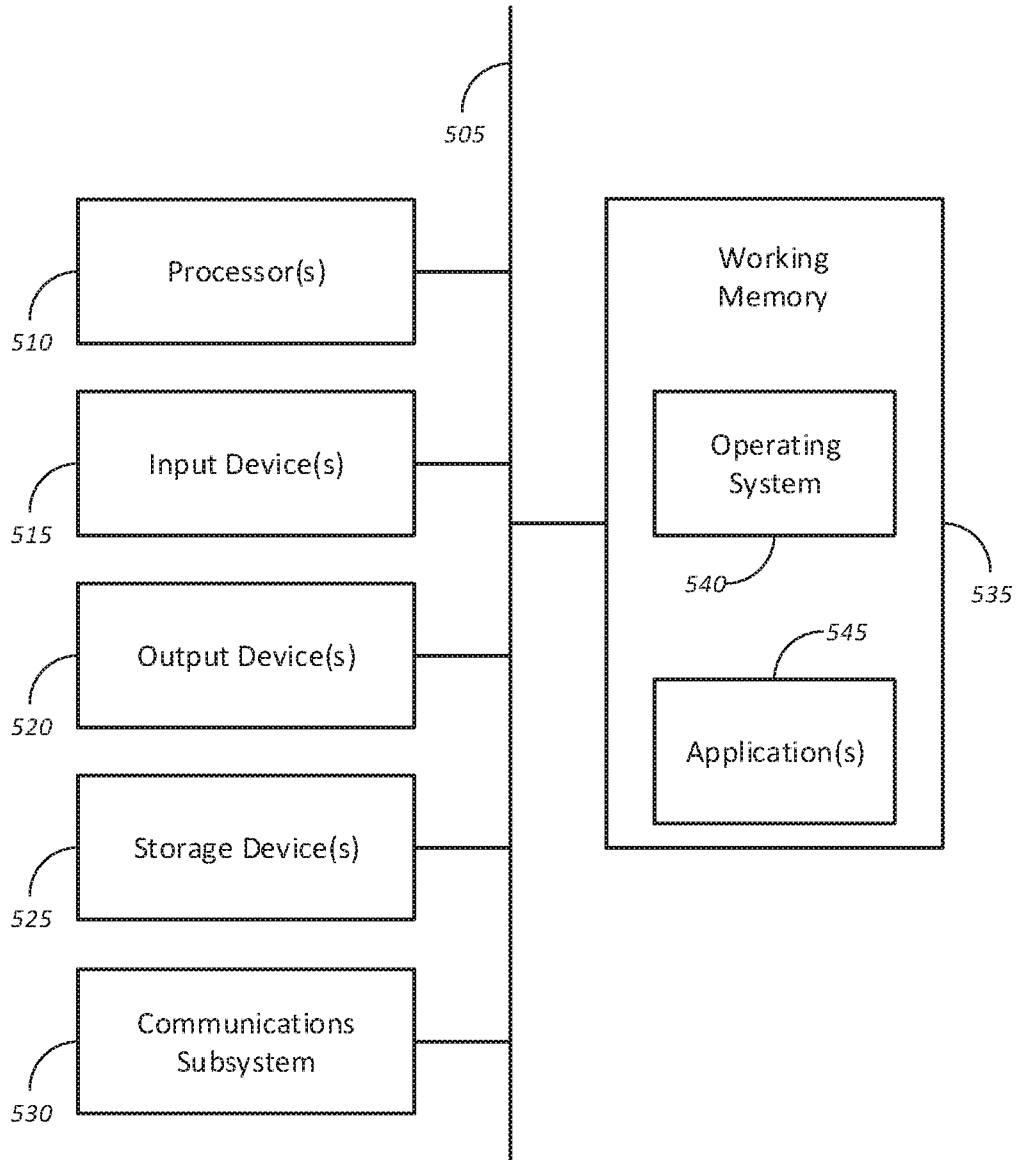 505
Processor(s)
510
Input Device(s)
515
Output Device(s)
520
Storage Device(s)
525
Communications
Subsystem
530
Working
Memory
Operating
System
540
535
545
Application(s)